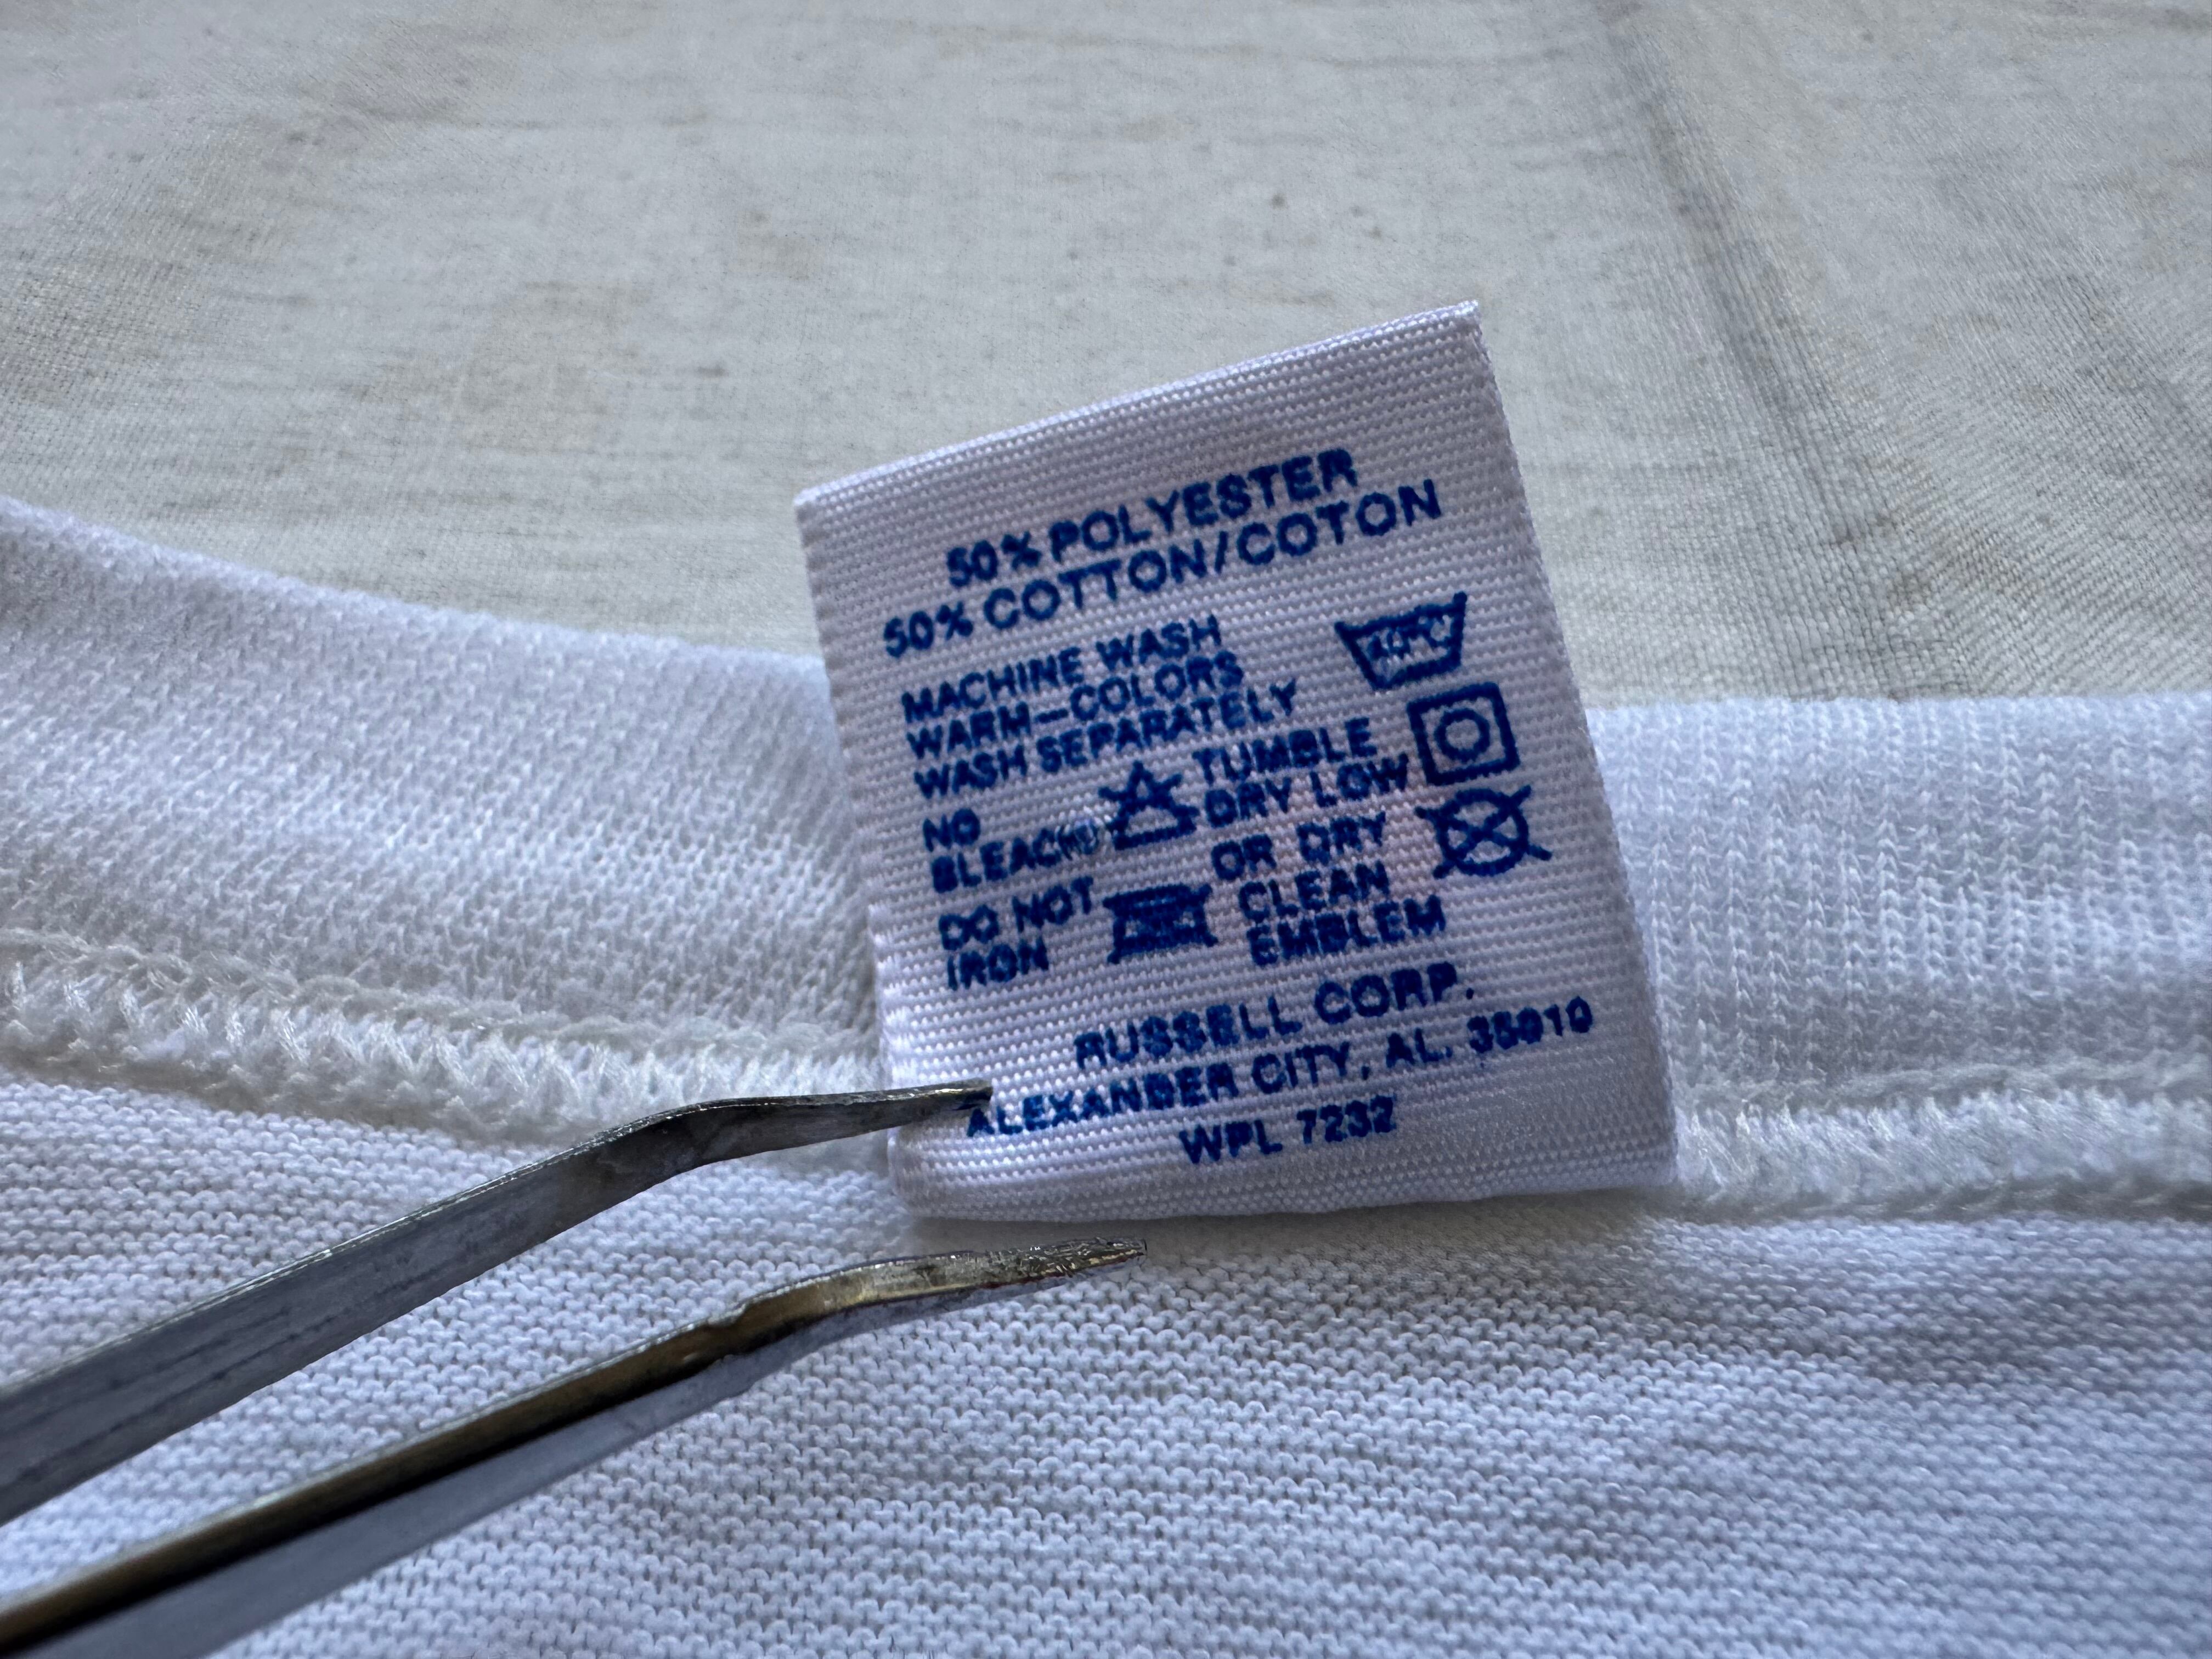 50% POLYESTER
50% COTTON/COTON
MACHINE WASH
WARM—COLORS
WASH SEPARATELY
NO
BLEACH
TUMBLE
DRY LOW
DO NOT
IRON
OR DRY
CLEAN
EMBLEM
RUSSELL CORP.
ALEXANDER CITY, AL. 35010
WPL 7232